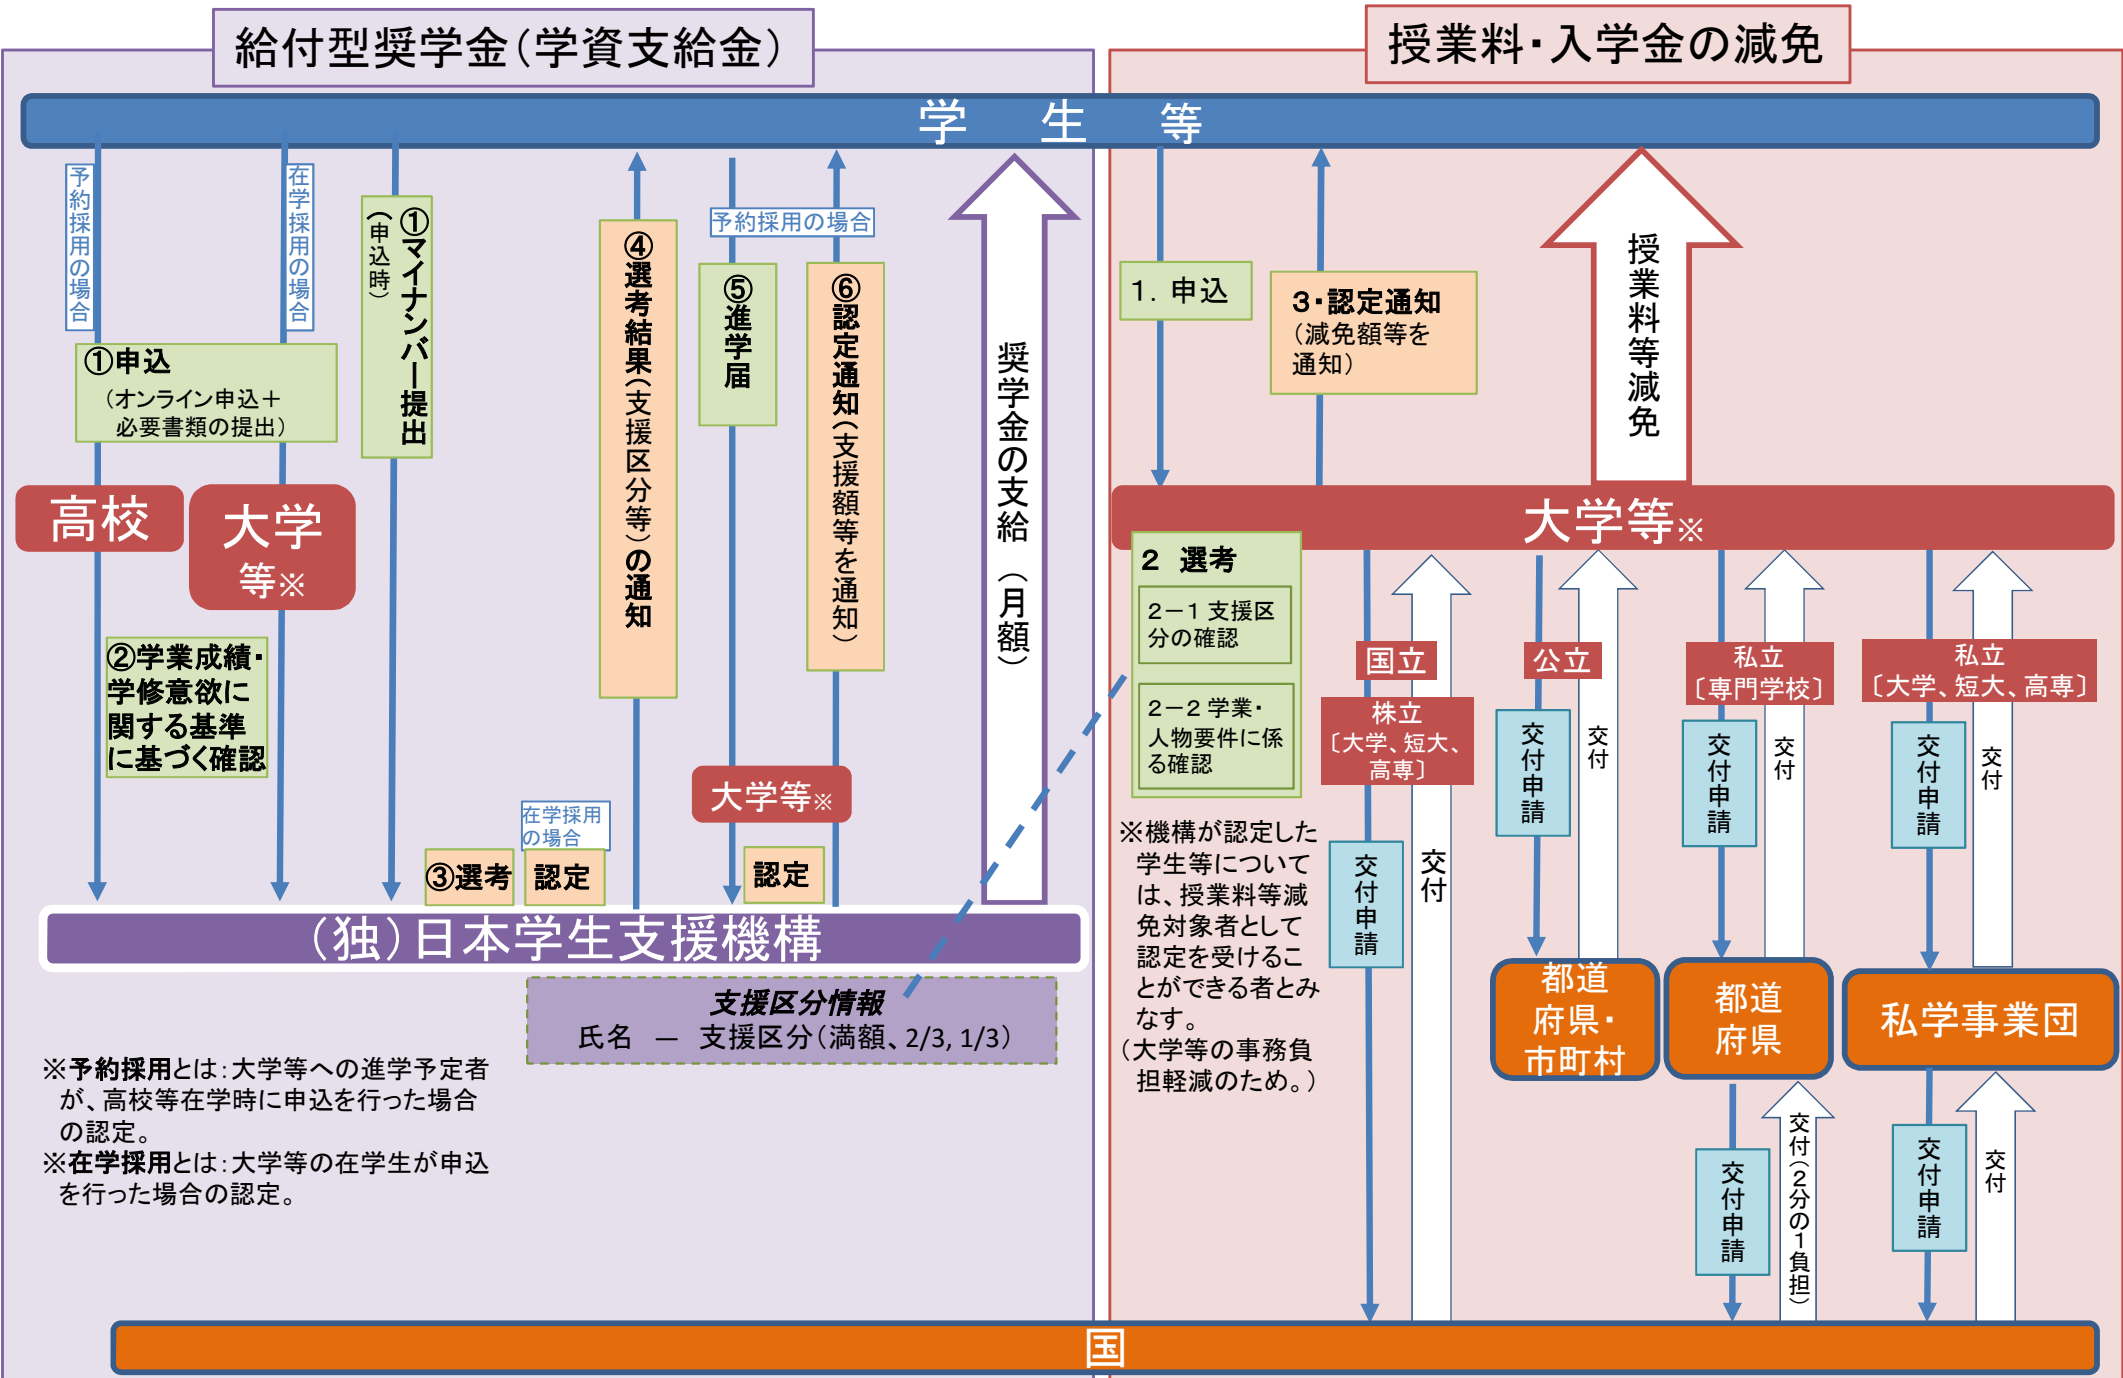 給付型奨学金(学資支給金)
授業料・入学金の減免
学 生 等
予約採用の場合
在学採用の場合
①マイナンバー提出
(申込時)
①申込
(オンライン申込+
必要書類の提出)
高校
大学
等※
②学業成績・
学修意欲に
関する基準
に基づく確認
④選考結果(支援区分等)の通知
予約採用の場合
⑤進学届
⑥認定通知(支援額等を通知)
奨学金の支給 (月額)
大学等※
在学採用
の場合
③選考
認定
認定
(独)日本学生支援機構
支援区分情報
氏名 ― 支援区分(満額、2/3, 1/3)
※予約採用とは:大学等への進学予定者
が、高校等在学時に申込を行った場合
の認定。
※在学採用とは:大学等の在学生が申込
を行った場合の認定。
1. 申込
3・認定通知
(減免額等を
通知)
授業料等減免
大学等※
2 選考
2-1 支援区
分の確認
2-2 学業・
人物要件に係
る確認
※機構が認定した
学生等について
は、授業料等減
免対象者として
認定を受けるこ
とができる者とみ
なす。
(大学等の事務負
担軽減のため。)
国立
株立
〔大学、短大、
高専〕
交付申請
交付
公立
交付申請
交付
都道
府県・
市町村
私立
〔専門学校〕
交付申請
交付
都道
府県
交付申請
交付(2分の1負担)
私立
〔大学、短大、高専〕
交付申請
交付
私学事業団
交付申請
交付
国